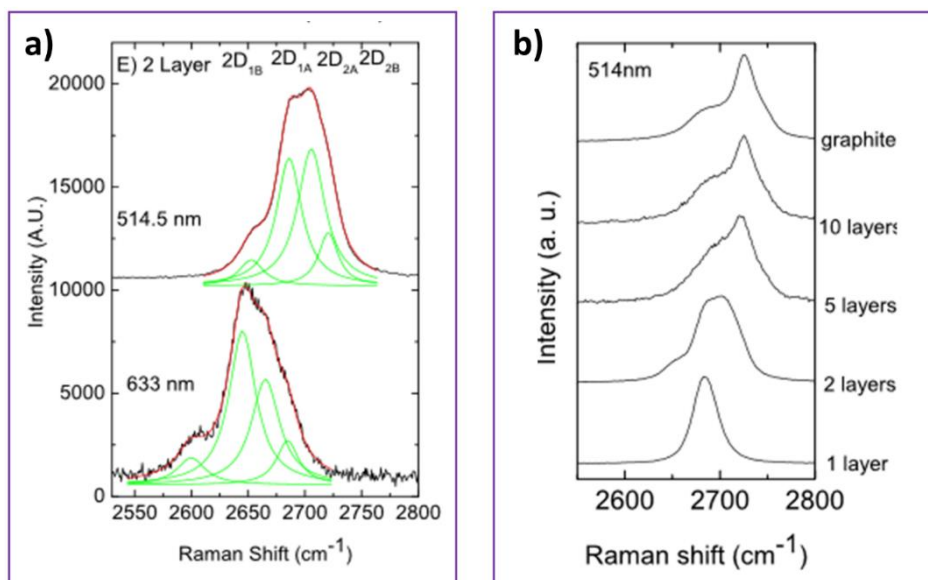 a)
E) 2 Layer 2D1B 2D1A 2D2A 2D2B
20000
15000
10000
5000
0
514.5 nm
633 nm
Intensity (A.U.)
2550 2600 2650 2700 2750 2800
Raman Shift (cm-1)
b)
514nm
graphite
10 layers
5 layers
2 layers
1 layer
Intensity (a. u.)
2600 2700 2800
Raman shift (cm-1)